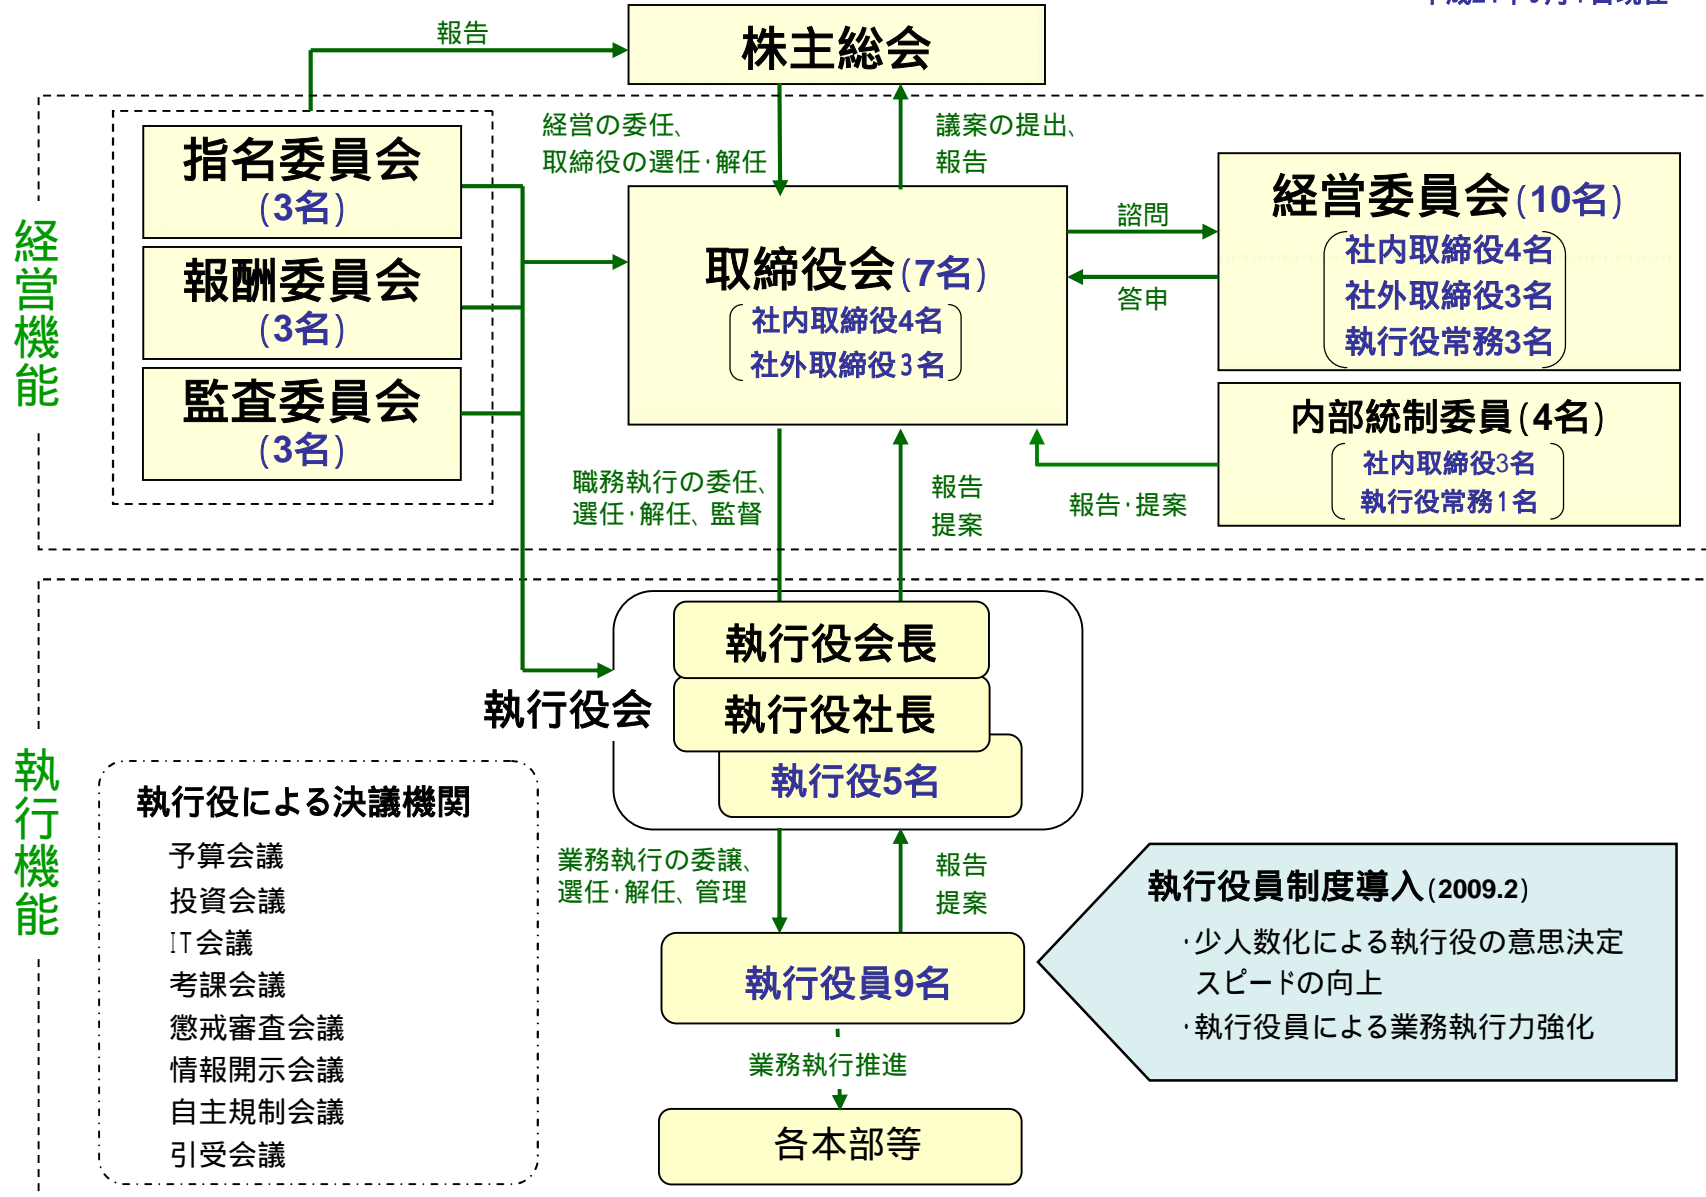 報告
株主総会
経営の委任、
取締役の選任・解任
議案の提出、
報告
経営機能
指名委員会
(3名)
報酬委員会
(3名)
監査委員会
(3名)
取締役会(7名)
社内取締役4名
社外取締役3名
諮問
答申
経営委員会(10名)
社内取締役4名
社外取締役3名
執行役常務3名
内部統制委員(4名)
社内取締役3名
執行役常務1名
報告・提案
職務執行の委任、
選任・解任、監督
報告
提案
執行機能
執行役会
執行役会長
執行役社長
執行役5名
執行役による決議機関
予算会議
投資会議
IT会議
考課会議
懲戒審査会議
情報開示会議
自主規制会議
引受会議
業務執行の委譲、
選任・解任、管理
報告
提案
執行役員9名
業務執行推進
各本部等
執行役員制度導入(2009.2)
・少人数化による執行役の意思決定
スピードの向上
・執行役員による業務執行力強化